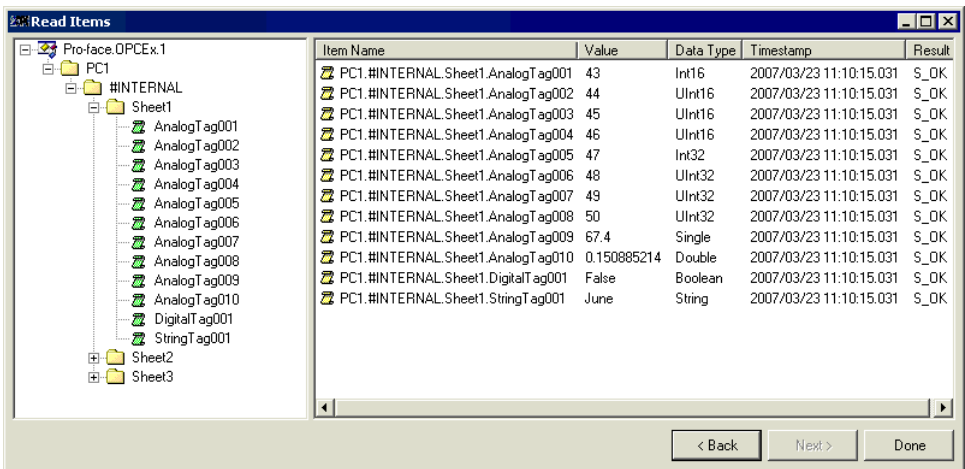 Read Items
Pro-face.OPCEx.1
PC1
#INTERNAL
Sheet1
AnalogTag001
AnalogTag002
AnalogTag003
AnalogTag004
AnalogTag005
AnalogTag006
AnalogTag007
AnalogTag008
AnalogTag009
AnalogTag010
DigitalTag001
StringTag001
Sheet2
Sheet3
Item Name Value Data Type Timestamp Result
PC1.#INTERNAL.Sheet1.AnalogTag001 43 Int16 2007/03/23 11:10:15.031 S_OK
PC1.#INTERNAL.Sheet1.AnalogTag002 44 UInt16 2007/03/23 11:10:15.031 S_OK
PC1.#INTERNAL.Sheet1.AnalogTag003 45 UInt16 2007/03/23 11:10:15.031 S_OK
PC1.#INTERNAL.Sheet1.AnalogTag004 46 UInt16 2007/03/23 11:10:15.031 S_OK
PC1.#INTERNAL.Sheet1.AnalogTag005 47 Int32 2007/03/23 11:10:15.031 S_OK
PC1.#INTERNAL.Sheet1.AnalogTag006 48 UInt32 2007/03/23 11:10:15.031 S_OK
PC1.#INTERNAL.Sheet1.AnalogTag007 49 UInt32 2007/03/23 11:10:15.031 S_OK
PC1.#INTERNAL.Sheet1.AnalogTag008 50 UInt32 2007/03/23 11:10:15.031 S_OK
PC1.#INTERNAL.Sheet1.AnalogTag009 67.4 Single 2007/03/23 11:10:15.031 S_OK
PC1.#INTERNAL.Sheet1.AnalogTag010 0.150885214 Double 2007/03/23 11:10:15.031 S_OK
PC1.#INTERNAL.Sheet1.DigitalTag001 False Boolean 2007/03/23 11:10:15.031 S_OK
PC1.#INTERNAL.Sheet1.StringTag001 June String 2007/03/23 11:10:15.031 S_OK
< Back Next > Done